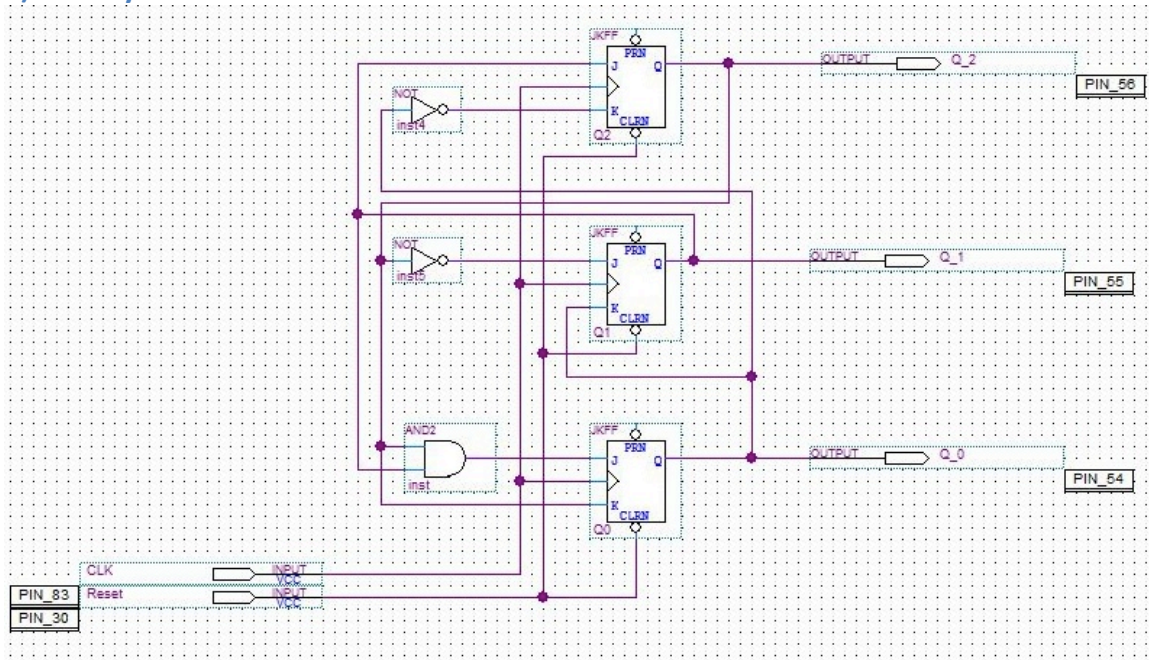 JKFF
PRN
J Q
OUTPUT Q_2
PIN_56
NOT
inst4
K
CLRN
Q2
JKFF
PRN
NOT
J Q
OUTPUT Q_1
inst5
PIN_55
K
CLRN
Q1
AND2
JKFF
PRN
J Q
OUTPUT Q_0
PIN_54
inst
K
CLRN
Q0
CLK INPUT
VCC
PIN_83 Reset INPUT
VCC
PIN_30